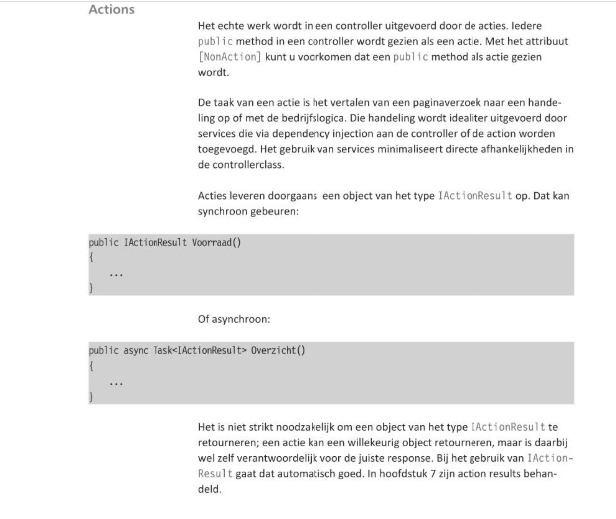 Actions
Het echte werk wordt in een controller uitgevoerd door de acties. Iedere
public method in een controller wordt gezien als een actie. Met het attribuut
[NonAction] kunt u voorkomen dat een public method als actie gezien
wordt.
De taak van een actie is het vertalen van een paginaverzoek naar een hande-
ling op of met de bedrijfslogica. Die handeling wordt idealiter uitgevoerd door
services die via dependency injection aan de controller of de action worden
toegevoegd. Het gebruik van services minimaliseert directe afhankelijkheden in
de controllerclass.
Acties leveren doorgaans een object van het type IActionResult op. Dat kan
synchroon gebeuren:
public IActionResult Voorraad()
{
...
}
Of asynchroon:
public async Task<IActionResult> Overzicht()
{
...
}
Het is niet strikt noodzakelijk om een object van het type IActionResult te
retourneren; een actie kan een willekeurig object retourneren, maar is daarbij
wel zelf verantwoordelijk voor de juiste response. Bij het gebruik van IAction-
Result gaat dat automatisch goed. In hoofdstuk 7 zijn action results behan-
deld.